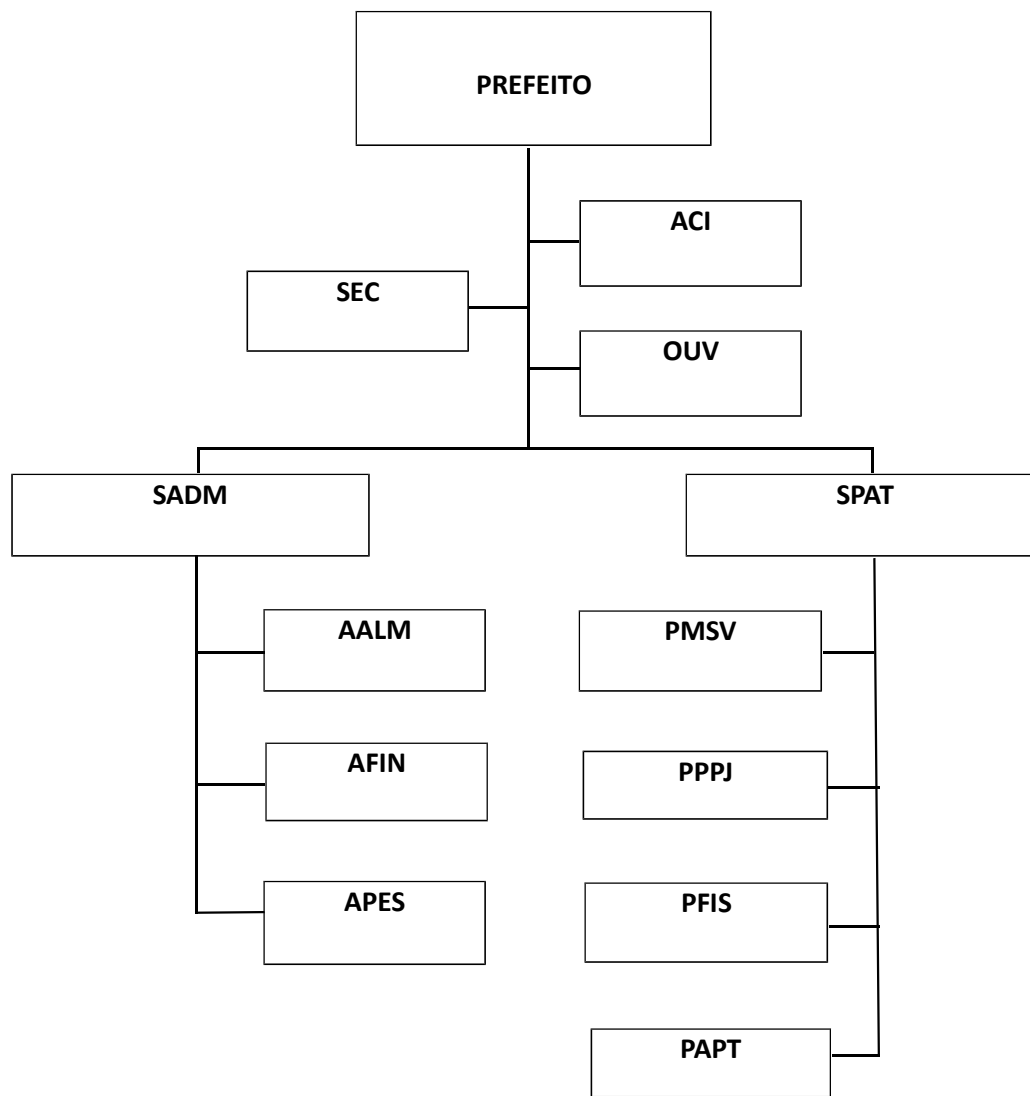 PREFEITO
ACI
SEC
OUV
SADM
SPAT
AALM
PMSV
AFIN
PPPJ
APES
PFIS
PAPT